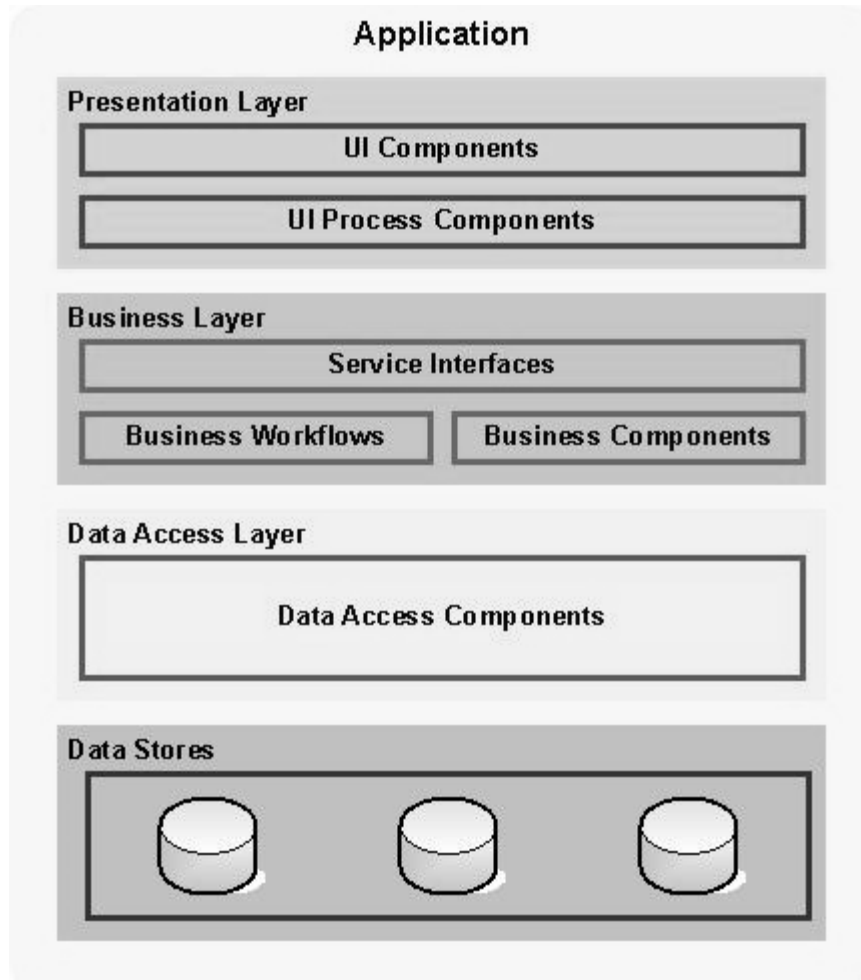 Application
Presentation Layer
UI Components
UI Process Components
Business Layer
Service Interfaces
Business Workflows
Business Components
Data Access Layer
Data Access Components
Data Stores